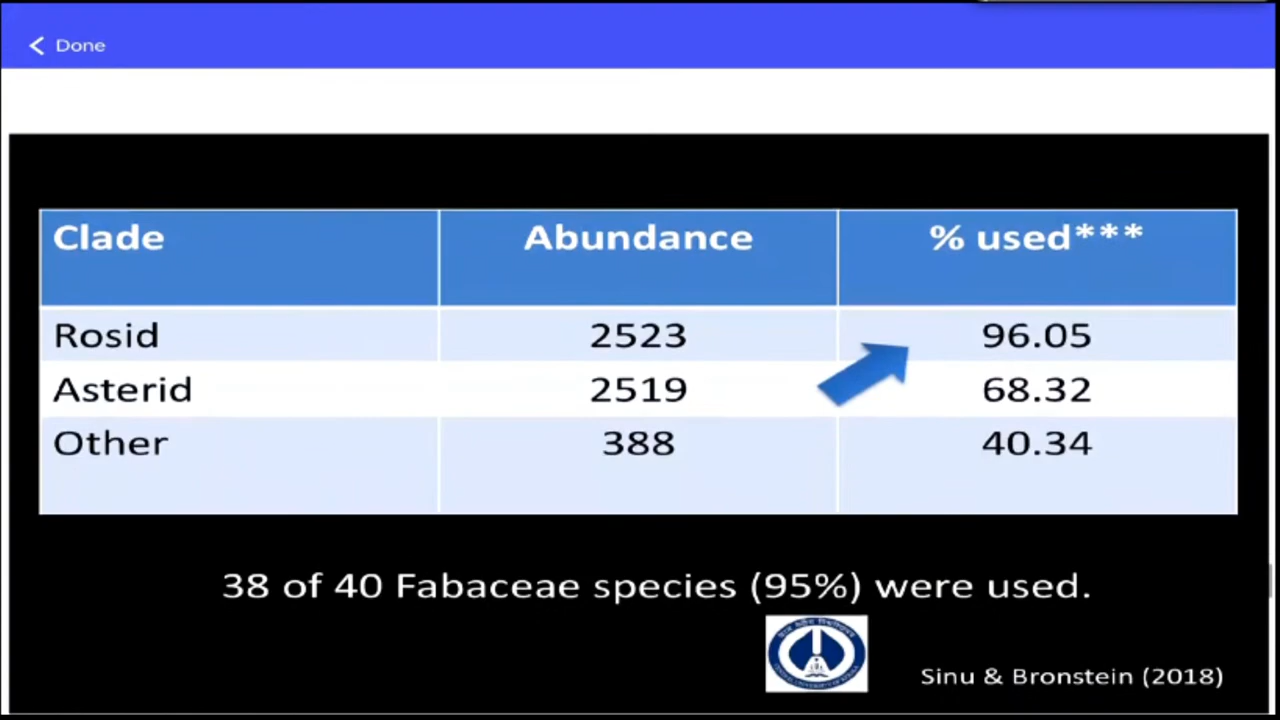 Done
Clade Abundance % used***
Rosid 2523 96.05
Asterid 2519 68.32
Other 388 40.34
38 of 40 Fabaceae species (95%) were used.
Sinu & Bronstein (2018)